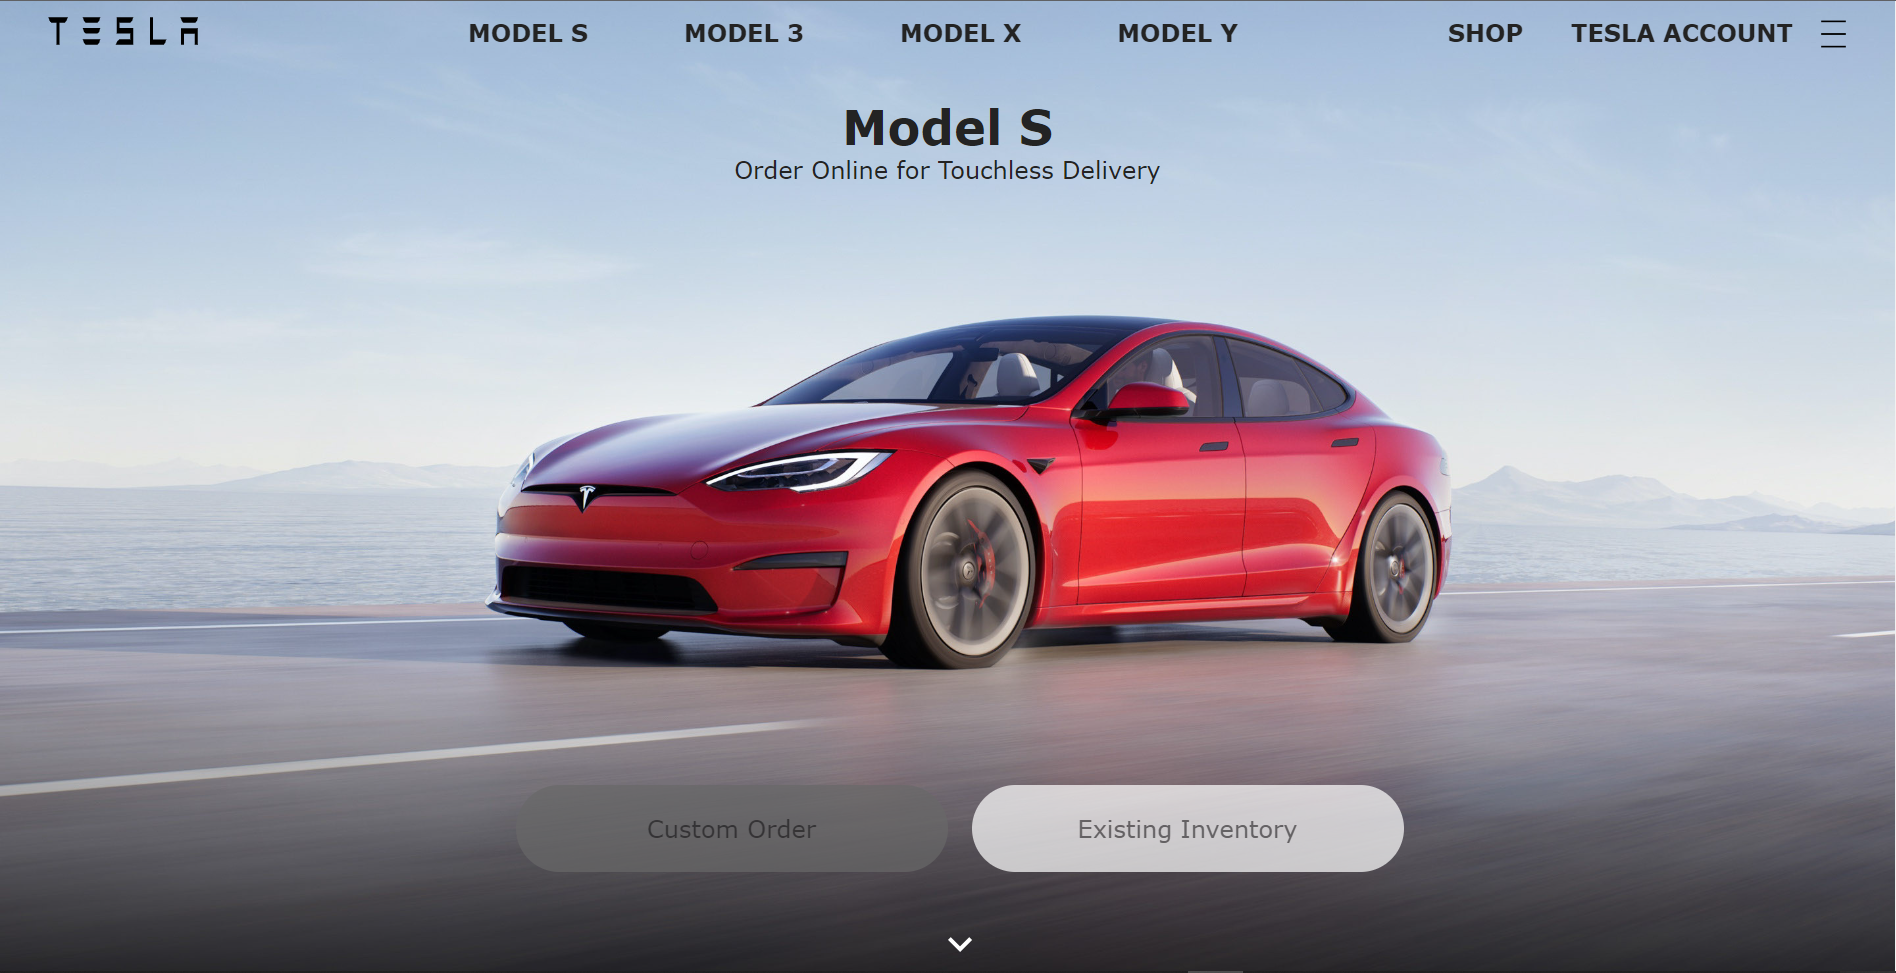 TESLA
MODEL S
MODEL 3
MODEL X
MODEL Y
SHOP
TESLA ACCOUNT
Model S
Order Online for Touchless Delivery
Custom Order
Existing Inventory